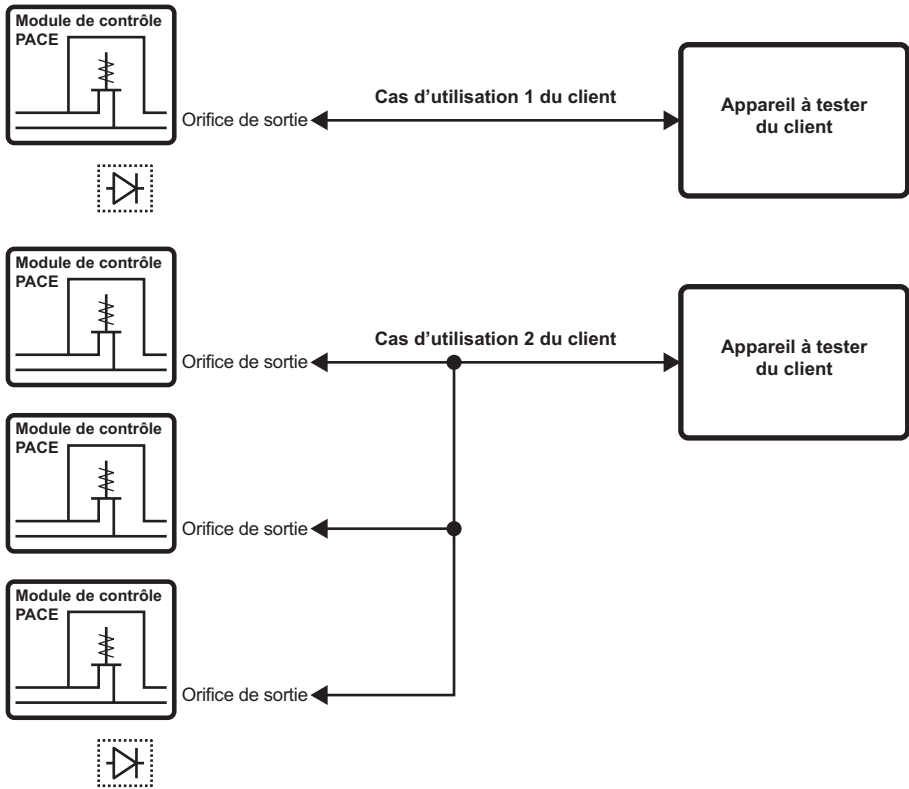 Module de contrôle
PACE
Orifice de sortie
Cas d'utilisation 1 du client
Appareil à tester
du client
Module de contrôle
PACE
Orifice de sortie
Cas d'utilisation 2 du client
Appareil à tester
du client
Module de contrôle
PACE
Orifice de sortie
Module de contrôle
PACE
Orifice de sortie